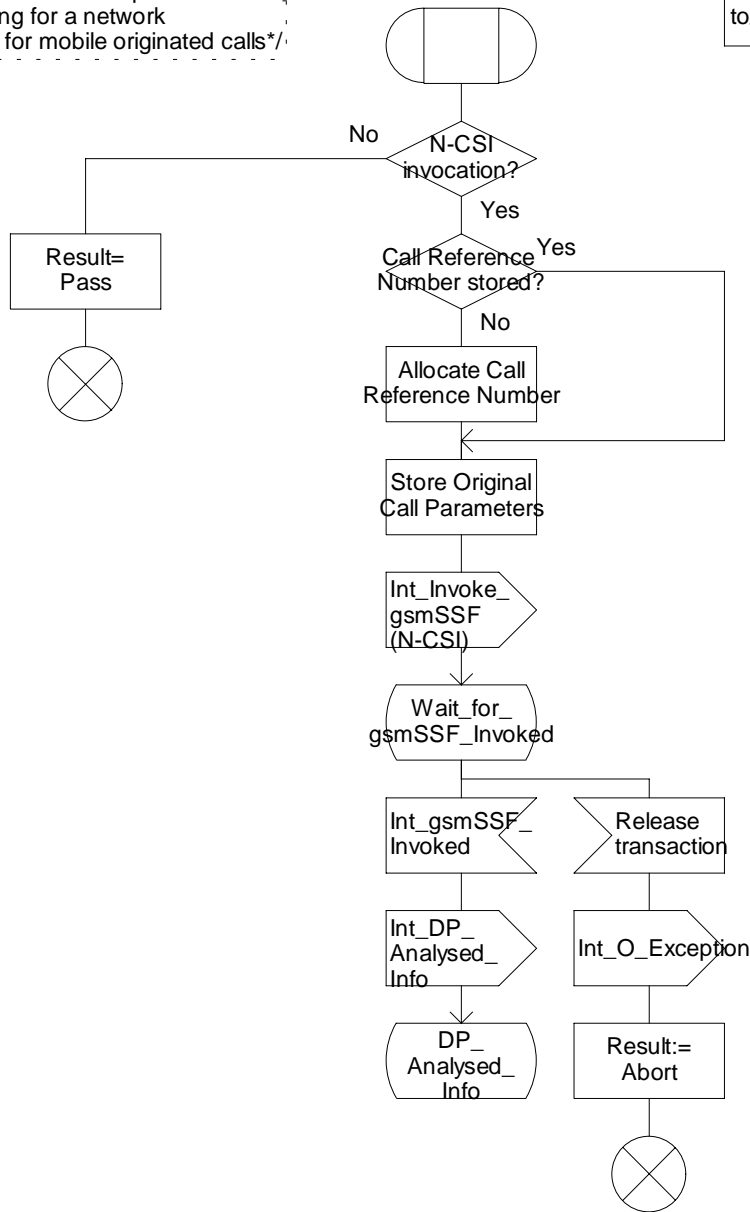 ng for a network
for mobile originated calls*/
to
N-CSI
invocation?
No
Yes
Result=
Pass
Call Reference
Number stored?
Yes
No
Allocate Call
Reference Number
Store Original
Call Parameters
Int_Invoke_
gsmSSF
(N-CSI)
Wait_for_
gsmSSF_Invoked
Int_gsmSSF_
Invoked
Release
transaction
Int_DP_
Analysed_
Info
Int_O_Exception
DP_
Analysed_
Info
Result:=
Abort